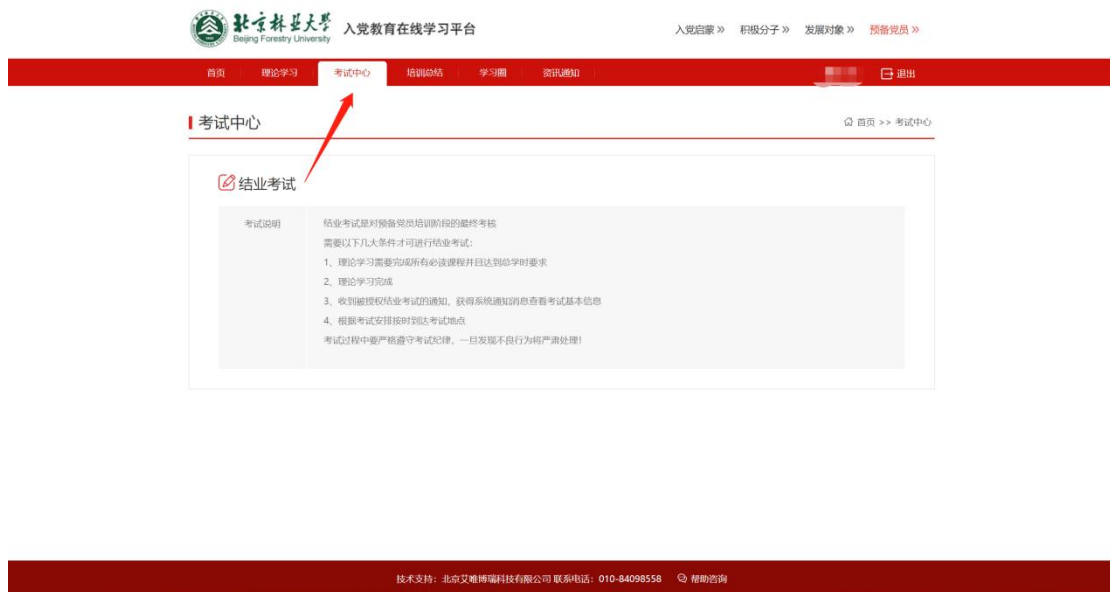 北京林业大学
Beijing Forestry University
入党教育在线学习平台
入党启蒙 »
积极分子 »
发展对象 »
预备党员 »
首页
理论学习
考试中心
培训总结
学习圈
资讯通知
退出
考试中心
首页 >> 考试中心
结业考试
考试说明
结业考试是对预备党员培训阶段的最终考核
需要以下几大条件才可进行结业考试：
1、理论学习需要完成所有必读课程并且达到总学时要求
2、理论学习完成
3、收到被授权结业考试的通知，获得系统通知消息查看考试基本信息
4、根据考试安排按时到达考试地点
考试过程中要严格遵守考试纪律，一旦发现不良行为将严肃处理！
技术支持：北京艾唯博瑞科技有限公司 联系电话：010-84098558
帮助咨询